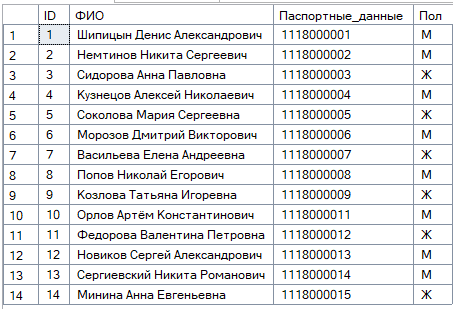 ID ФИО Паспортные_данные Пол
1 1 Шипицын Денис Александрович 1118000001 М
2 2 Немтинов Никита Сергеевич 1118000002 М
3 3 Сидорова Анна Павловна 1118000003 Ж
4 4 Кузнецов Алексей Николаевич 1118000004 М
5 5 Соколова Мария Сергеевна 1118000005 Ж
6 6 Морозов Дмитрий Викторович 1118000006 М
7 7 Васильева Елена Андреевна 1118000007 Ж
8 8 Попов Николай Егорович 1118000008 М
9 9 Козлова Татьяна Игоревна 1118000009 Ж
10 10 Орлов Артём Константинович 1118000011 М
11 11 Федорова Валентина Петровна 1118000012 Ж
12 12 Новиков Сергей Александрович 1118000013 М
13 13 Сергиевский Никита Романович 1118000014 М
14 14 Минина Анна Евгеньевна 1118000015 Ж